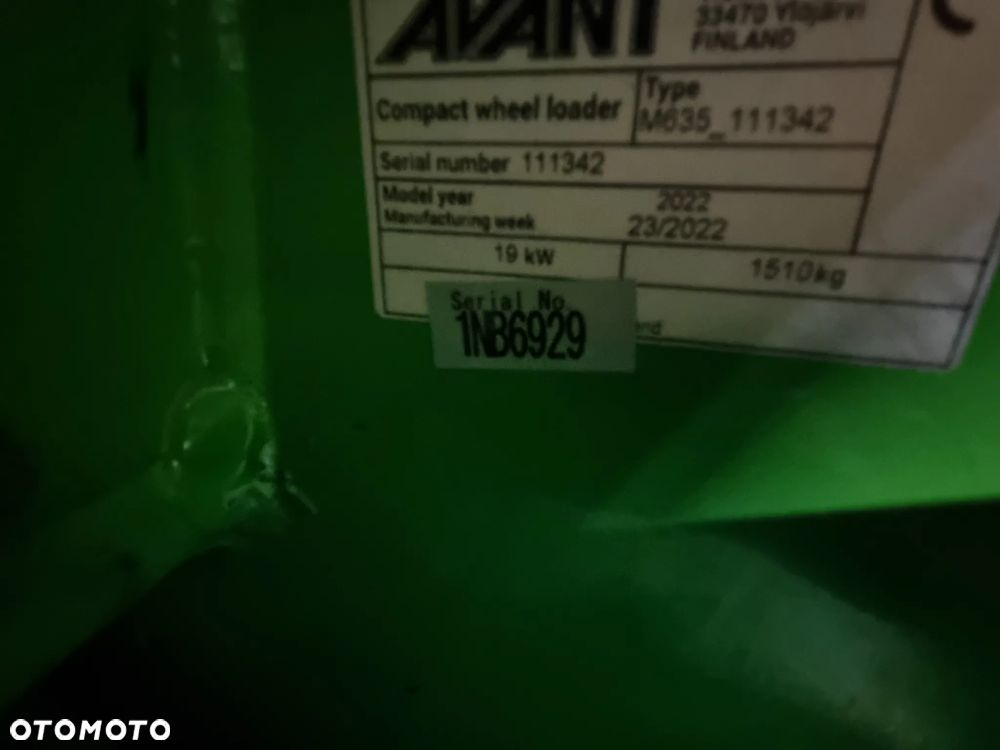 AVANT
33470 Ylöjärvi
FINLAND
Compact wheel loader
Type
M635_111342
Serial number 111342
Model year 2022
Manufacturing week 23/2022
19 kW
1510kg
Serial No.
1NB6929
OTOMOTO